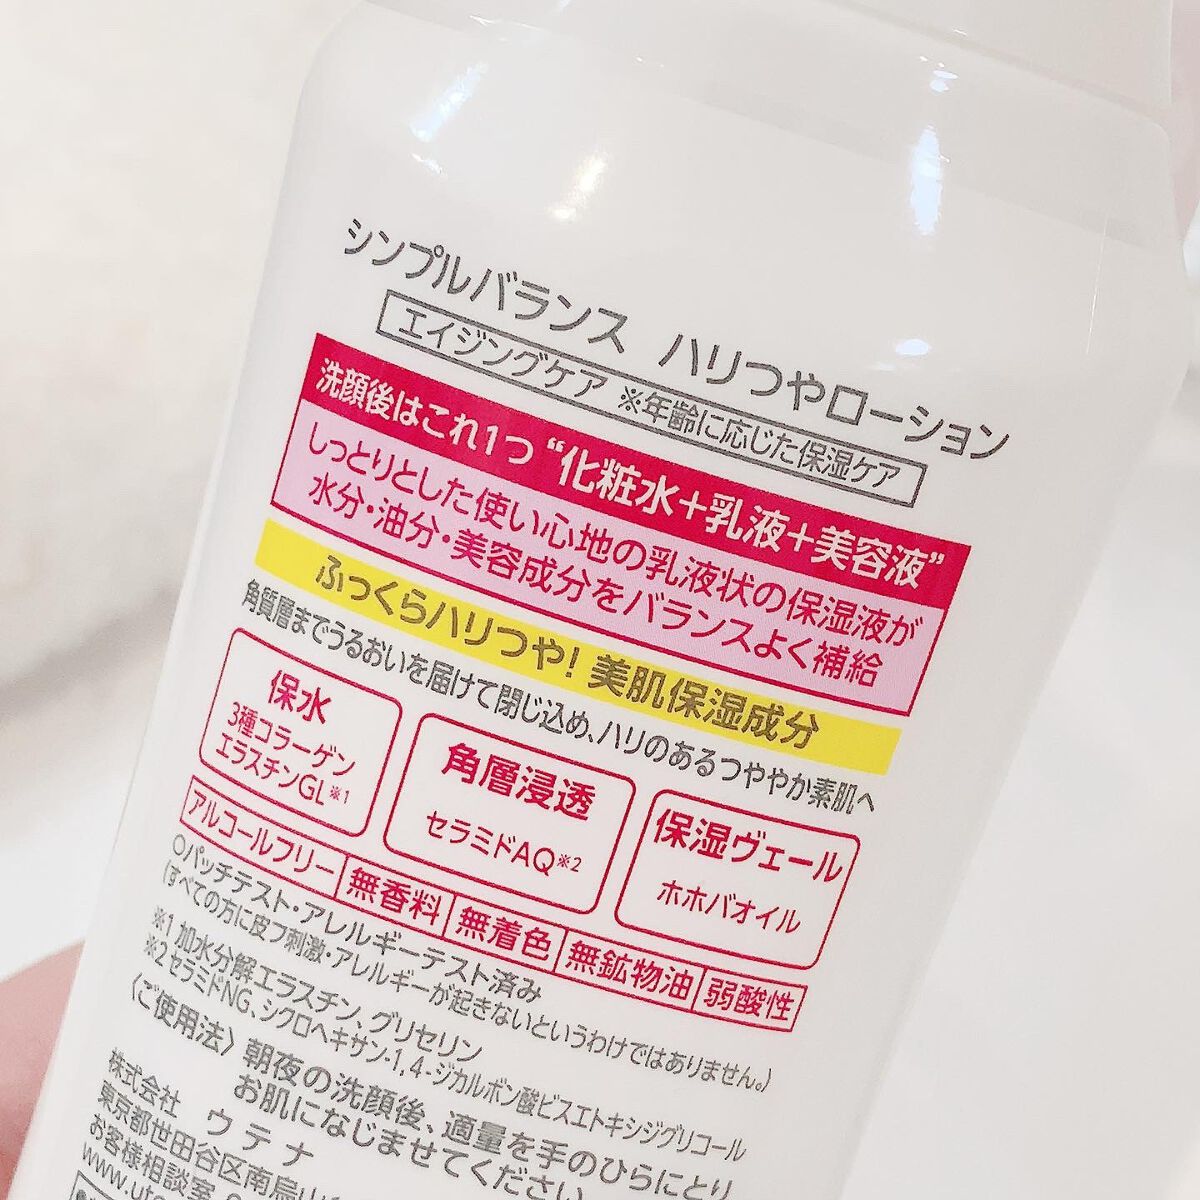 シンプルバランス ハリつやローション
エイジングケア ※年齢に応じた保湿ケア
洗顔後はこれ1つ “化粧水+乳液+美容液”
しっとりとした使い心地の乳液状の保湿液が
水分・油分・美容成分をバランスよく補給
ふっくらハリつや! 美肌保湿成分
角質層までうるおいを届けて閉じ込め、ハリのあるつややか素肌へ
保水
3種コラーゲン
エラスチンGL※1
角層浸透
セラミドAQ※2
保湿ヴェール
ホホバオイル
アルコールフリー 無香料 無着色 無鉱物油 弱酸性
○パッチテスト・アレルギーテスト済み
(すべての方に皮フ刺激・アレルギーが起きないというわけではありません。)
※1 加水分解エラスチン、グリセリン
※2 セラミドNG、シクロヘキサン-1,4-ジカルボン酸ビスエトキシジグリコール
〈ご使用法〉 朝夜の洗顔後、適量を手のひらにとり
お肌になじませてください
株式会社 ウテナ
東京都世田谷区南烏山
お客様相談室
www.ut